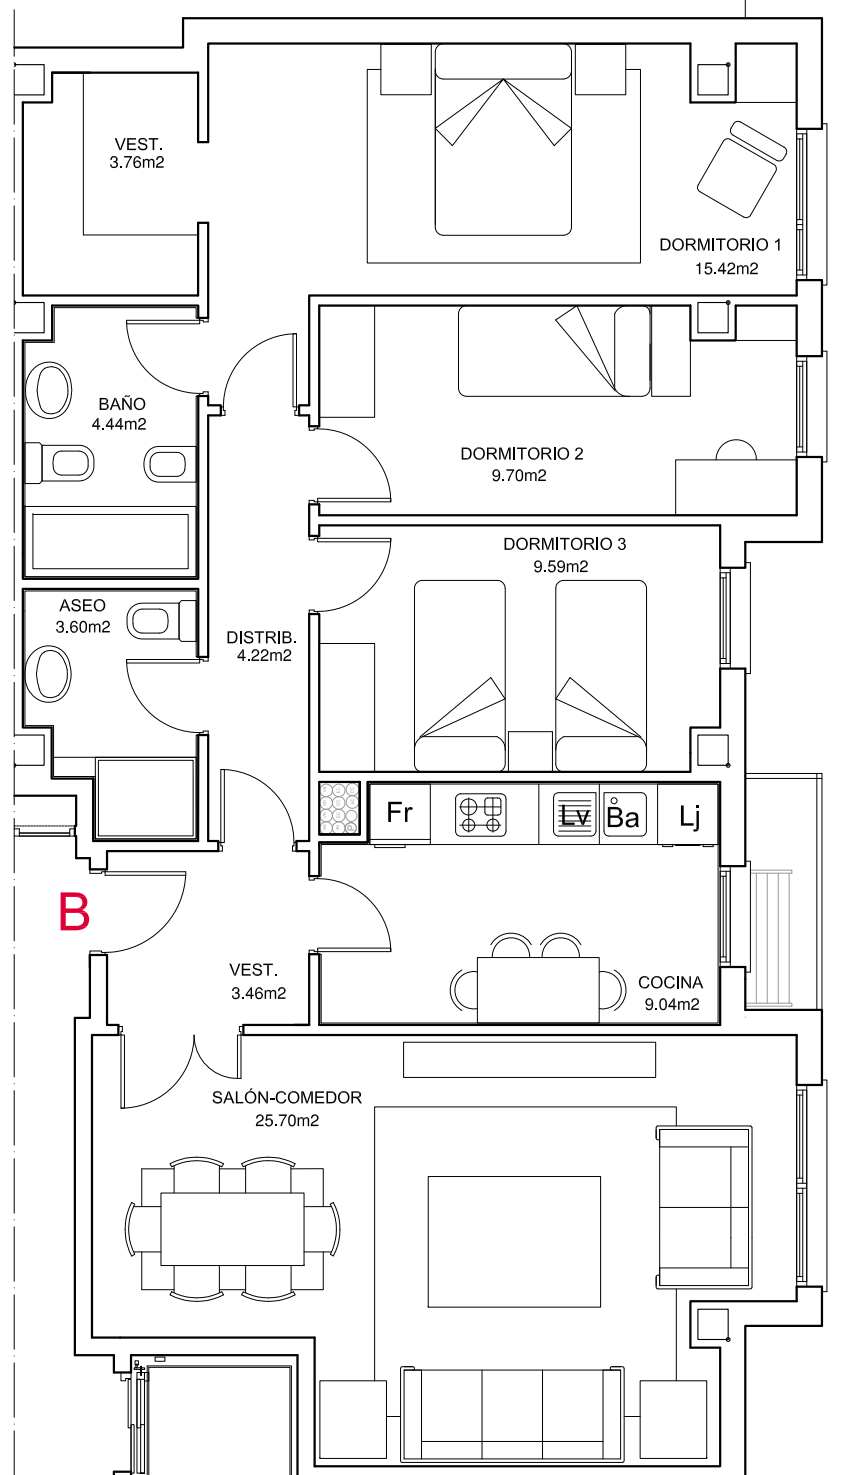 VEST.
3.76m2
DORMITORIO 1
15.42m2
BAÑO
4.44m2
DORMITORIO 2
9.70m2
DORMITORIO 3
9.59m2
ASEO
3.60m2
DISTRIB.
4.22m2
Fr
Lv
Ba
Lj
B
VEST.
3.46m2
COCINA
9.04m2
SALÓN-COMEDOR
25.70m2